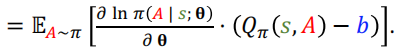 = 𝔼_{A∼π} [ ∂ ln π(A | s; θ) / ∂ θ · (Q_π(s, A) − b) ].